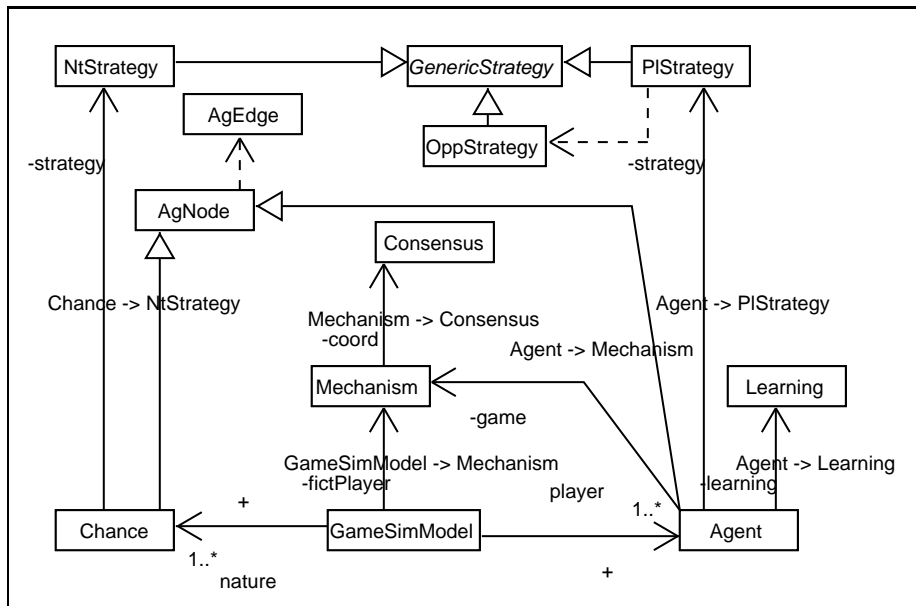 NtStrategy
GenericStrategy
PlStrategy
AgEdge
OppStrategy
-strategy
-strategy
AgNode
Consensus
Chance -> NtStrategy
Agent -> PlStrategy
Mechanism -> Consensus
-coord
Agent -> Mechanism
Mechanism
Learning
-game
GameSimModel -> Mechanism
-fictPlayer
Agent -> Learning
-learning
player
+
1..*
Chance
GameSimModel
Agent
1..*
nature
+